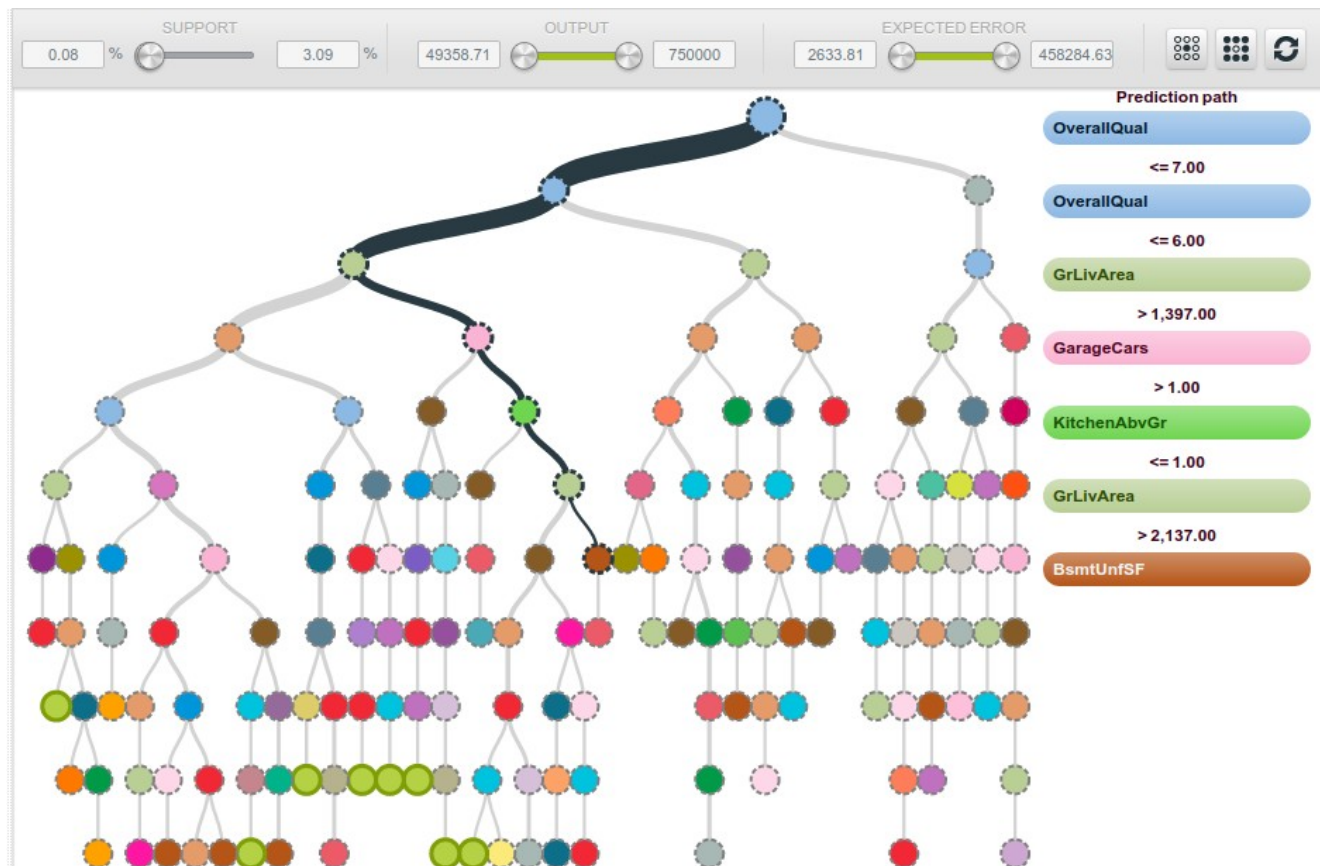 SUPPORT
0.08 % 3.09 %
OUTPUT
49358.71 750000
EXPECTED ERROR
2633.81 458284.63
Prediction path
OverallQual
<= 7.00
OverallQual
<= 6.00
GrLivArea
> 1,397.00
GarageCars
> 1.00
KitchenAbvGr
<= 1.00
GrLivArea
> 2,137.00
BsmtUnfSF